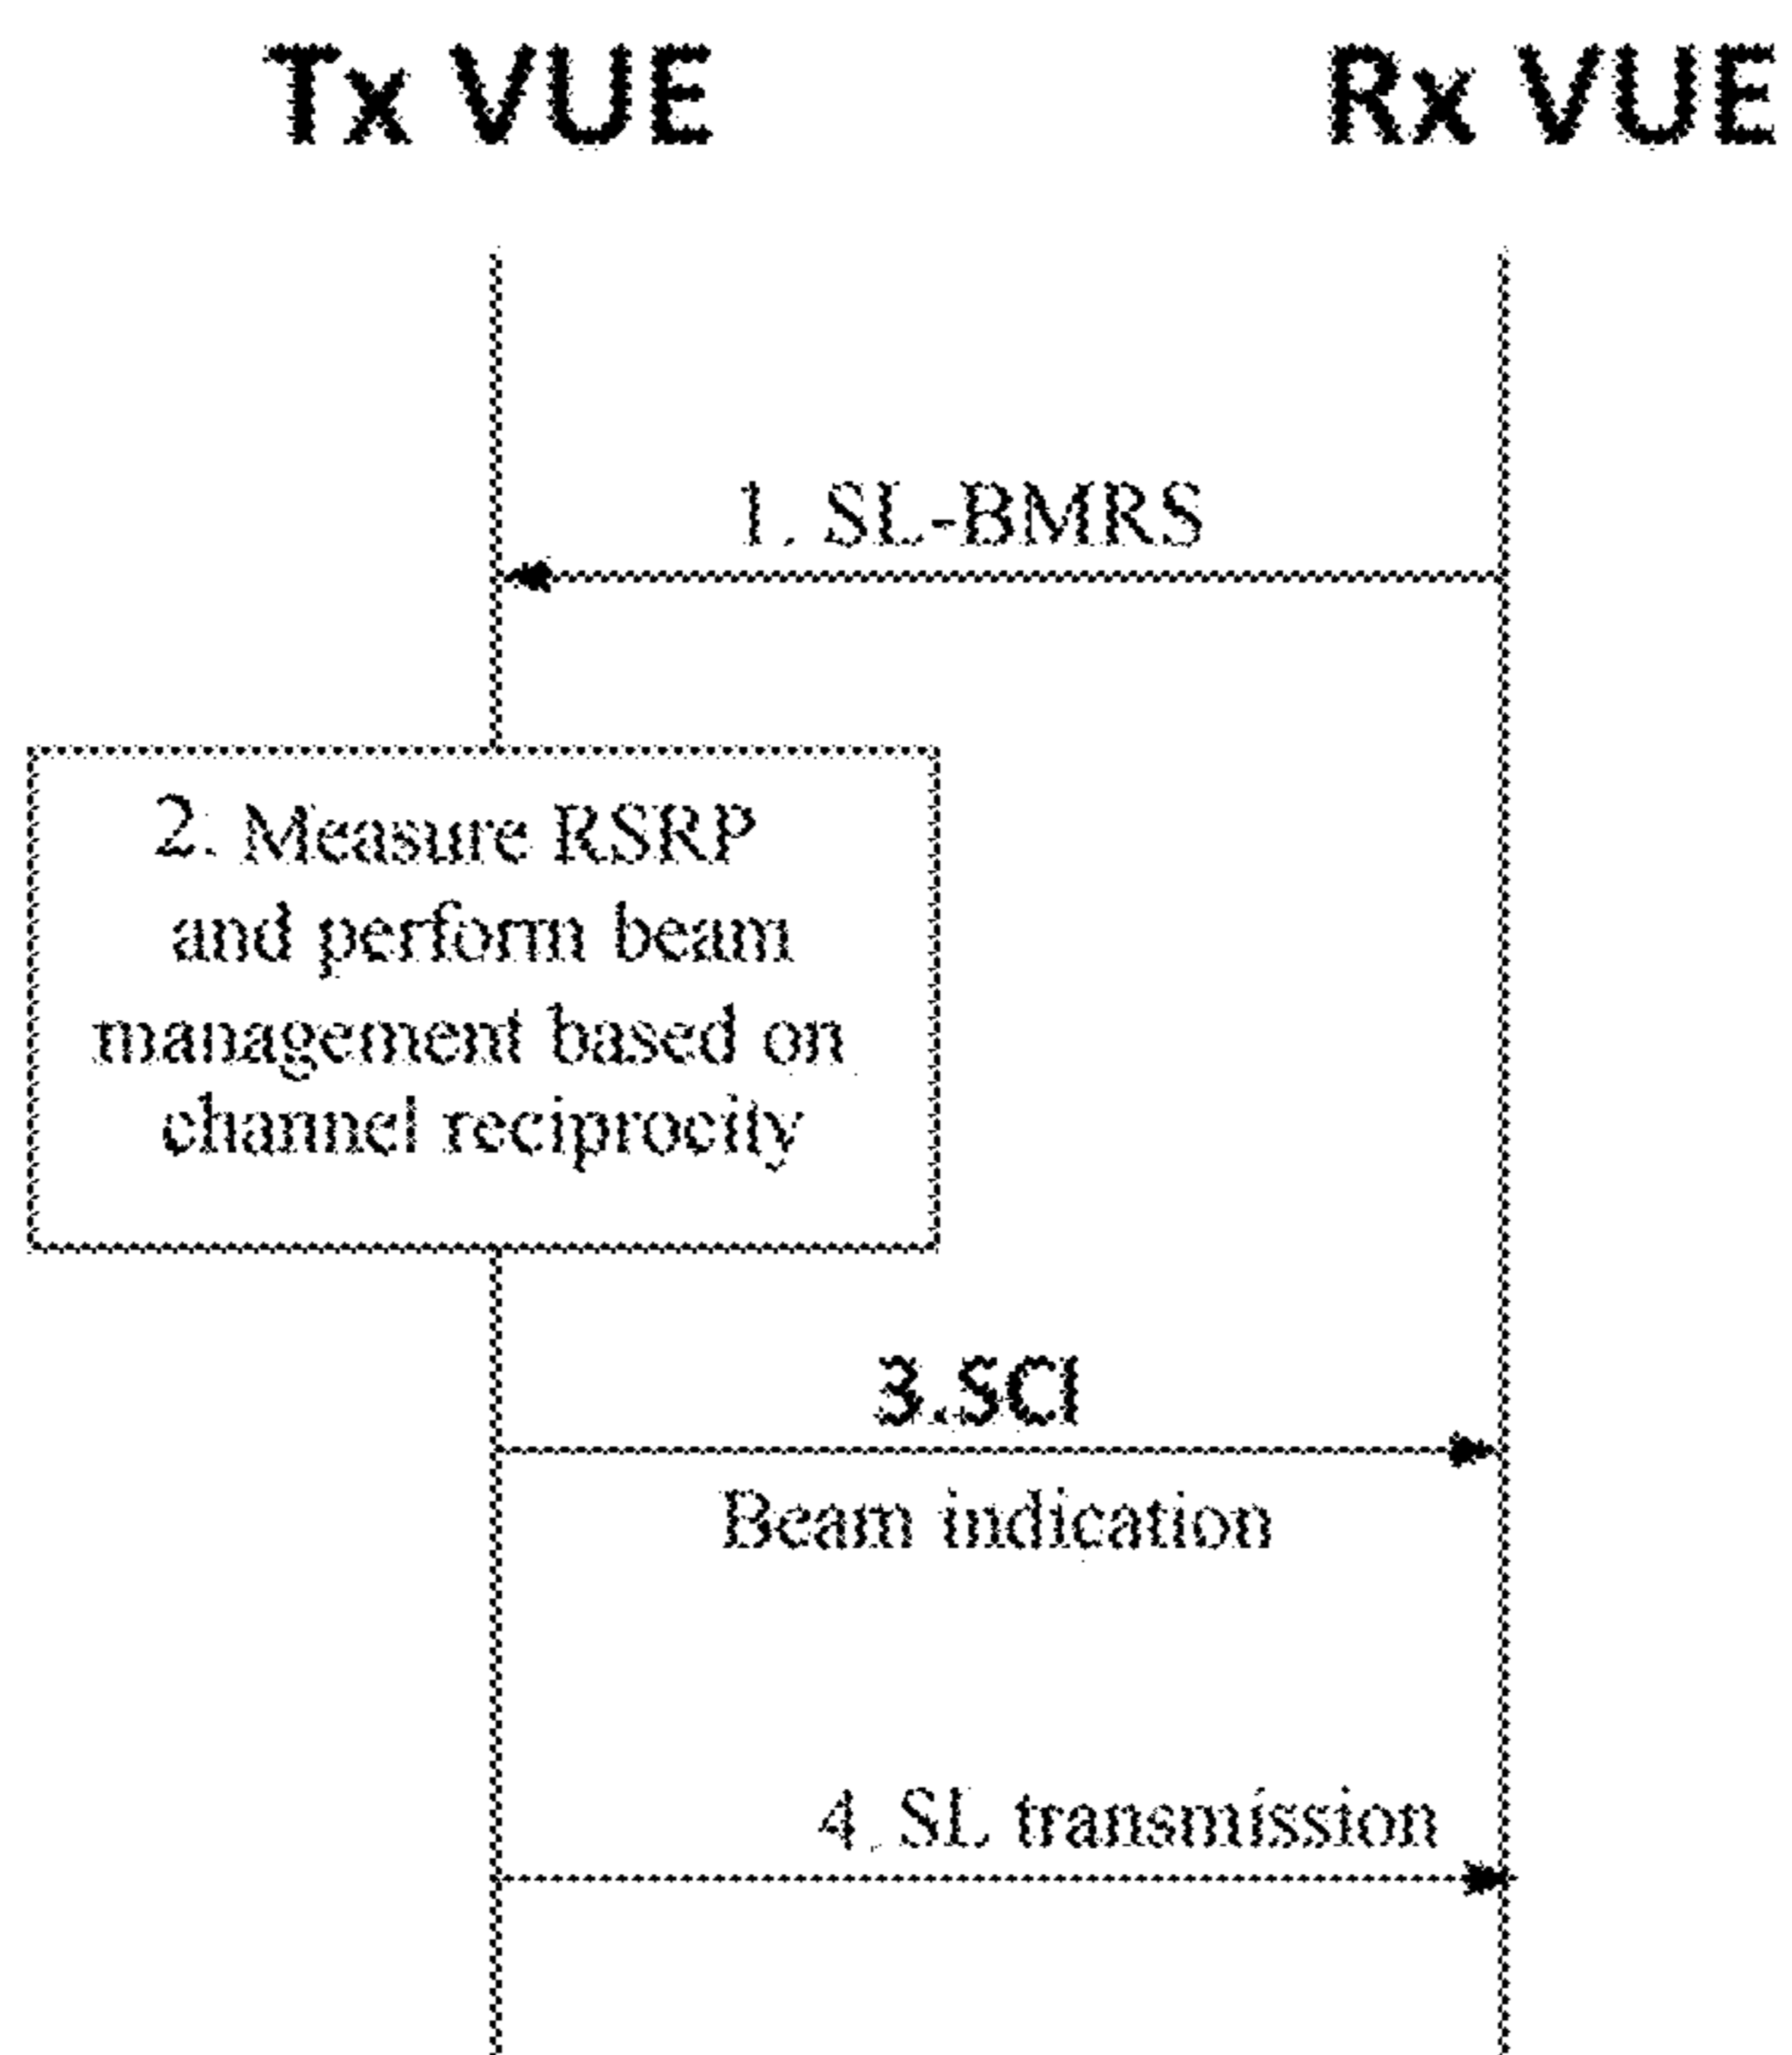 Tx VUE
Rx VUE
1. SL-BMRS
2. Measure RSRP
and perform beam
management based on
channel reciprocity
3.SCI
Beam indication
4. SL transmission